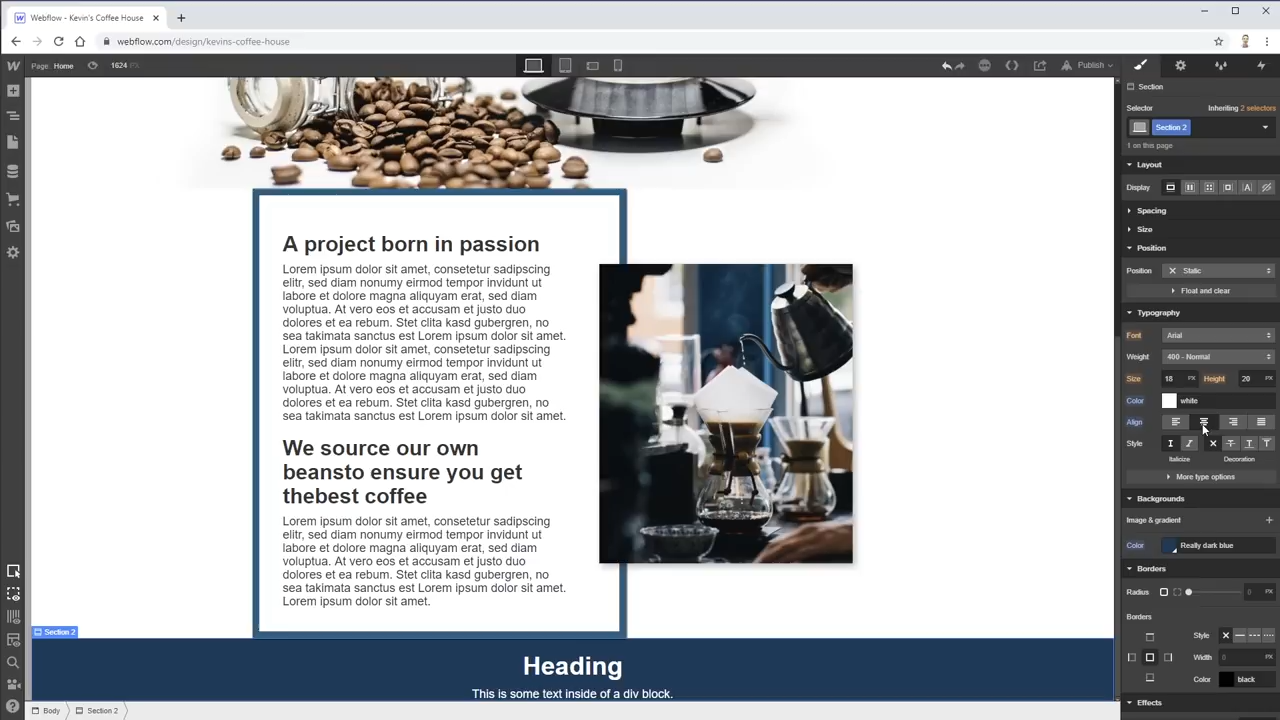 Webflow - Kevin's Coffee House
webflow.com/design/kevins-coffee-house
Page: Home
1624 PX
Publish
A project born in passion
Lorem ipsum dolor sit amet, consetetur sadipscing
elitr, sed diam nonumy eirmod tempor invidunt ut
labore et dolore magna aliquyam erat, sed diam
voluptua. At vero eos et accusam et justo duo
dolores et ea rebum. Stet clita kasd gubergren, no
sea takimata sanctus est Lorem ipsum dolor sit amet.
Lorem ipsum dolor sit amet, consetetur sadipscing
elitr, sed diam nonumy eirmod tempor invidunt ut
labore et dolore magna aliquyam erat, sed diam
voluptua. At vero eos et accusam et justo duo
dolores et ea rebum. Stet clita kasd gubergren, no
sea takimata sanctus est Lorem ipsum dolor sit amet.
We source our own
beansto ensure you get
thebest coffee
Lorem ipsum dolor sit amet, consetetur sadipscing
elitr, sed diam nonumy eirmod tempor invidunt ut
labore et dolore magna aliquyam erat, sed diam
voluptua. At vero eos et accusam et justo duo
dolores et ea rebum. Stet clita kasd gubergren, no
sea takimata sanctus est Lorem ipsum dolor sit amet.
Lorem ipsum dolor sit amet.
Section 2
Heading
This is some text inside of a div block.
Body
Section 2
Section
Selector Inheriting 2 selectors
Section 2
1 on this page
Layout
Display
Spacing
Size
Position
Position Static
Float and clear
Typography
Font Arial
Weight 400 - Normal
Size 18 PX Height 20 PX
Color white
Align
Style
Italicize Decoration
More type options
Backgrounds
Image & gradient
Color Really dark blue
Borders
Radius 0 PX
Borders
Style
Width 0 PX
Color black
Effects